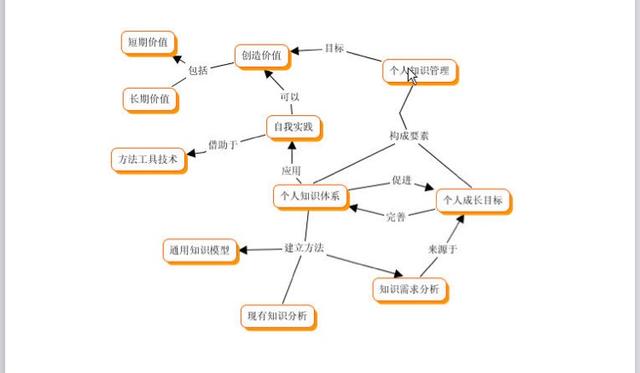 短期价值
目标
创造价值
包括
个人知识管理
长期价值
可以
自我实践
构成要素
借助于
方法工具技术
应用
促进
个人知识体系
个人成长目标
完善
建立方法
通用知识模型
来源于
知识需求分析
现有知识分析